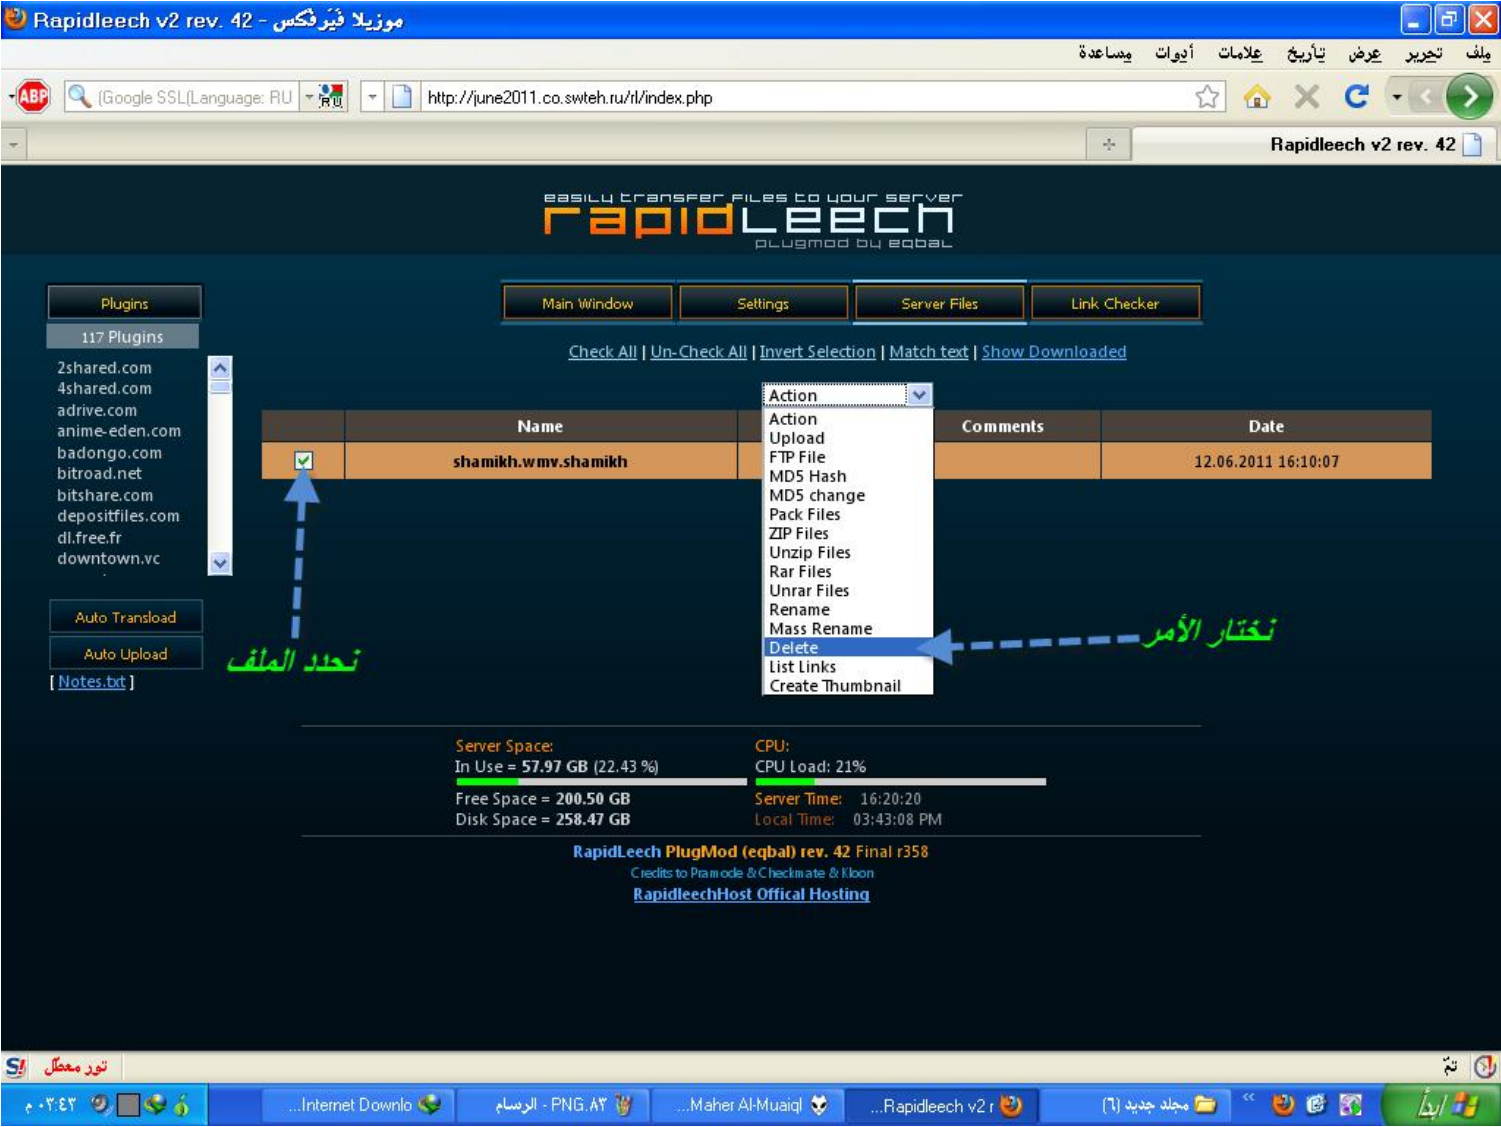 Rapidleech v2 rev. 42 - موزيلا فَيَرفُكس
ملف تحرير عرض تأريخ علامات أدوات مساعدة
ABP
(Google SSL(Language: RU
RU
http://june2011.co.swteh.ru/rl/index.php
Rapidleech v2 rev. 42
easily transfer files to your server
rapidleech
plugmod by eqbal
Plugins
Main Window
Settings
Server Files
Link Checker
117 Plugins
Check All | Un-Check All | Invert Selection | Match text | Show Downloaded
2shared.com
4shared.com
adrive.com
anime-eden.com
badongo.com
bitroad.net
bitshare.com
depositfiles.com
dl.free.fr
downtown.vc
Action
Name
Comments
Date
shamikh.wmv.shamikh
12.06.2011 16:10:07
Action
Upload
FTP File
MD5 Hash
MD5 change
Pack Files
ZIP Files
Unzip Files
Rar Files
Unrar Files
Rename
Mass Rename
Delete
List Links
Create Thumbnail
نختار الأمر
نحدد الملف
Auto Transload
Auto Upload
[ Notes.txt ]
Server Space:
In Use = 57.97 GB (22.43 %)
Free Space = 200.50 GB
Disk Space = 258.47 GB
CPU:
CPU Load: 21%
Server Time: 16:20:20
Local Time: 03:43:08 PM
RapidLeech PlugMod (eqbal) rev. 42 Final r358
Credits to Pramode & Checkmate & Kloon
RapidleechHost Offical Hosting
تمّ
تور معطّل
ابدأ
مجلد جديد (٦)
...Rapidleech v2 r
...Maher Al-Muaiql
PNG.٨٣ - الرسام
...Internet Downlo
٠٣:٤٣ م